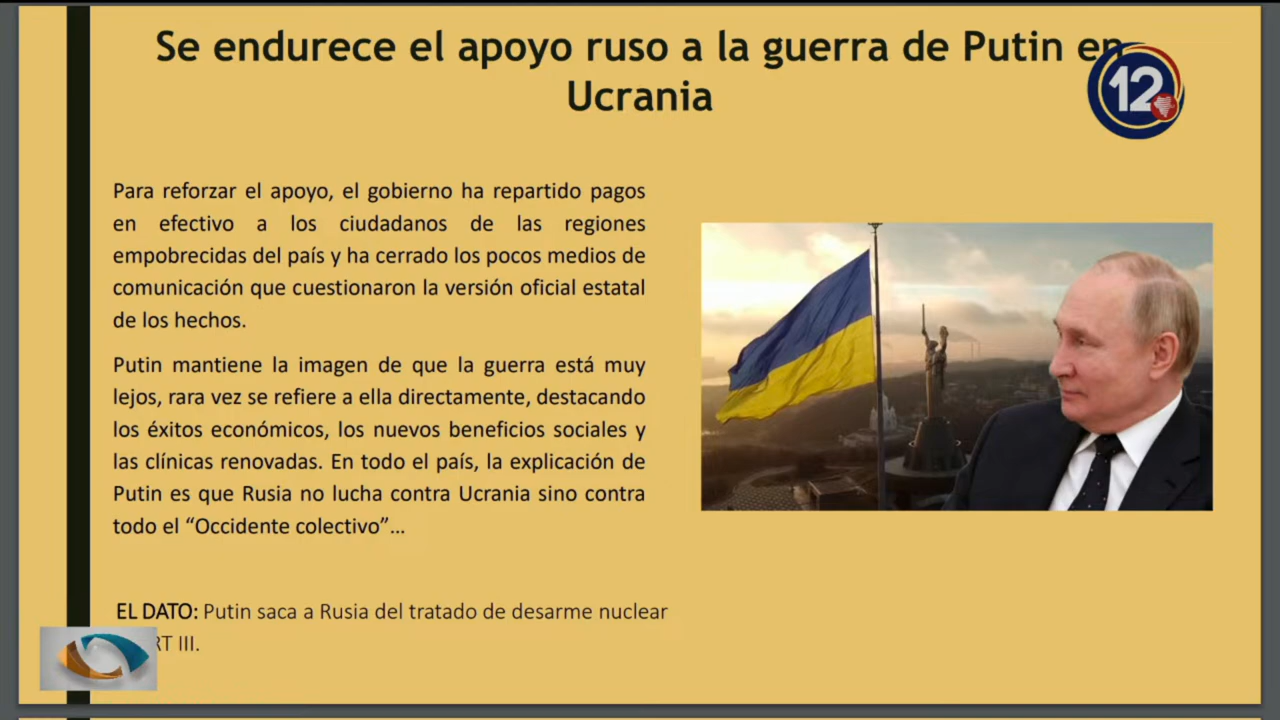 Se endurece el apoyo ruso a la guerra de Putin en
Ucrania
12
Para reforzar el apoyo, el gobierno ha repartido pagos
en efectivo a los ciudadanos de las regiones
empobrecidas del país y ha cerrado los pocos medios de
comunicación que cuestionaron la versión oficial estatal
de los hechos.
Putin mantiene la imagen de que la guerra está muy
lejos, rara vez se refiere a ella directamente, destacando
los éxitos económicos, los nuevos beneficios sociales y
las clínicas renovadas. En todo el país, la explicación de
Putin es que Rusia no lucha contra Ucrania sino contra
todo el “Occidente colectivo”...
EL DATO: Putin saca a Rusia del tratado de desarme nuclear
III.